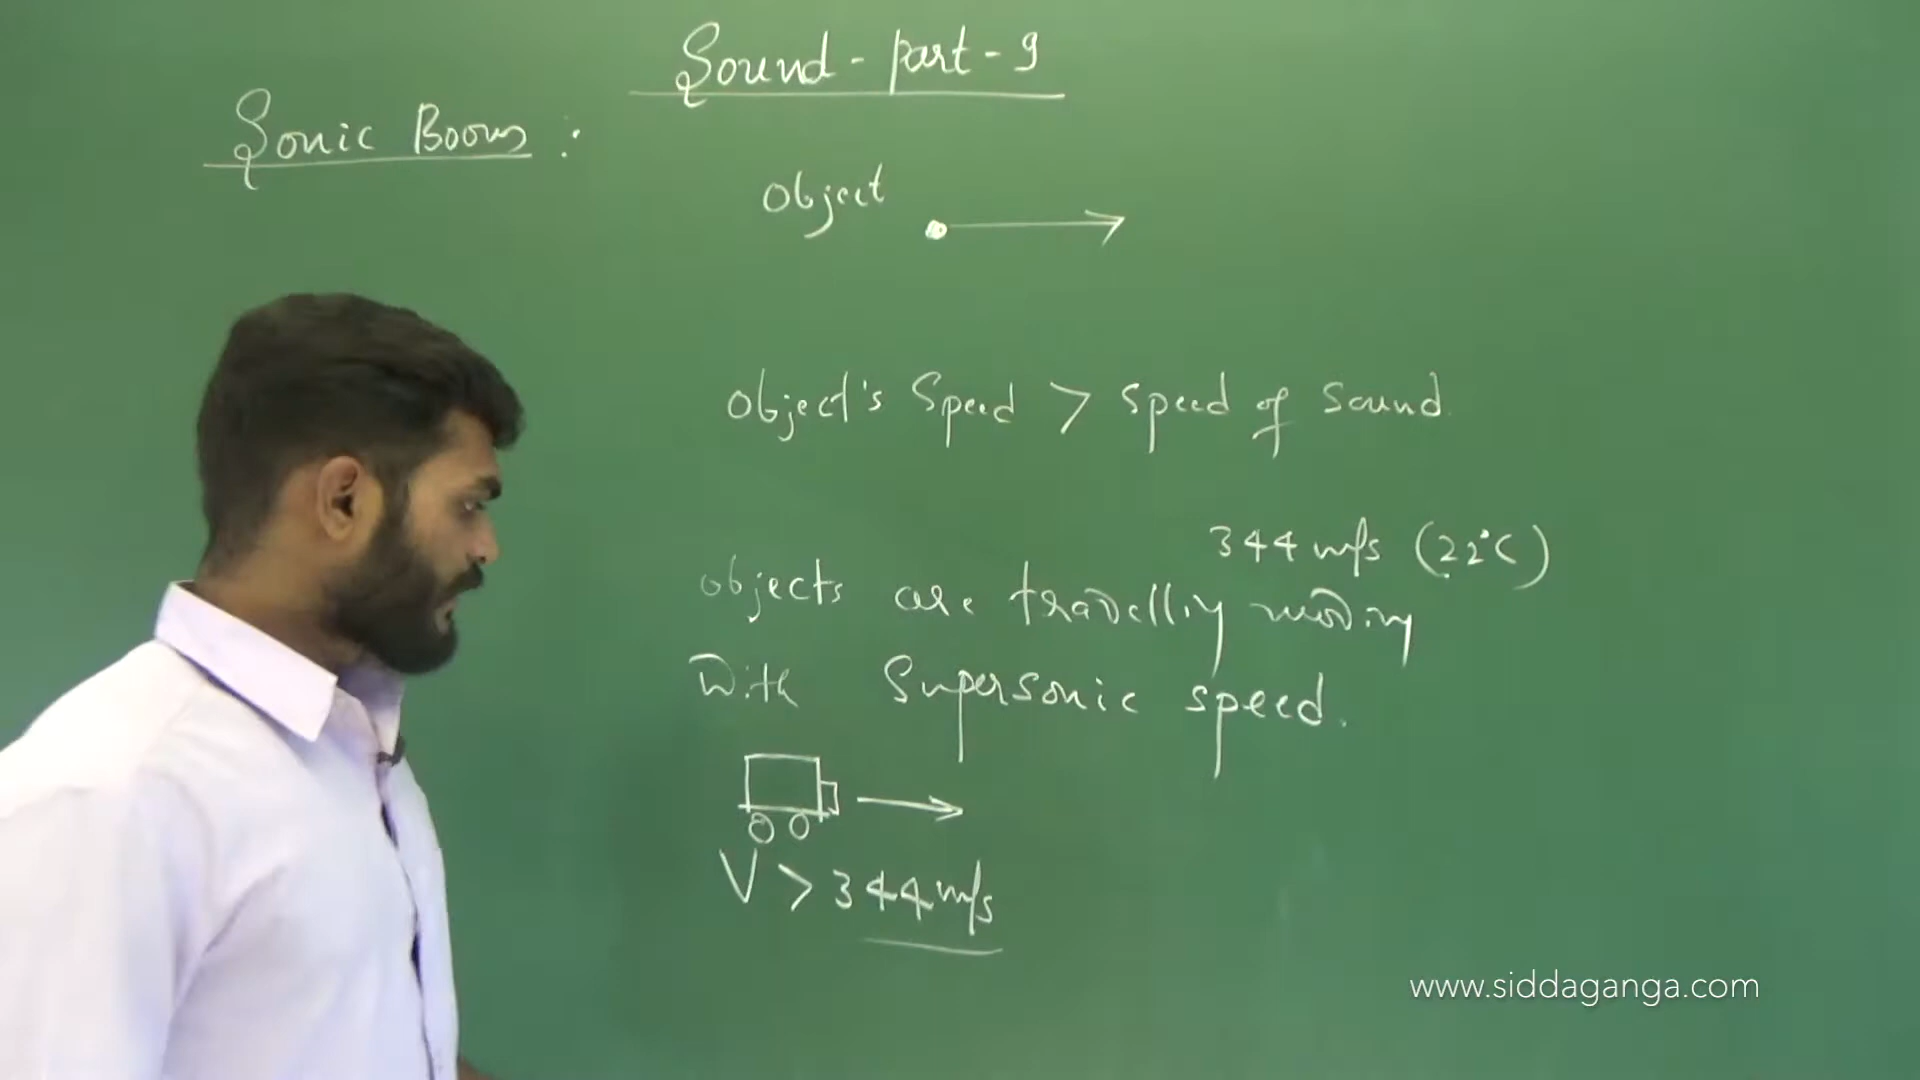 Sound - part - 9
Sonic Boom :
object
object's Speed > speed of sound.
344 m/s (22°C)
objects are travelling moving
with Supersonic speed.
V > 344 m/s
www.siddaganga.com